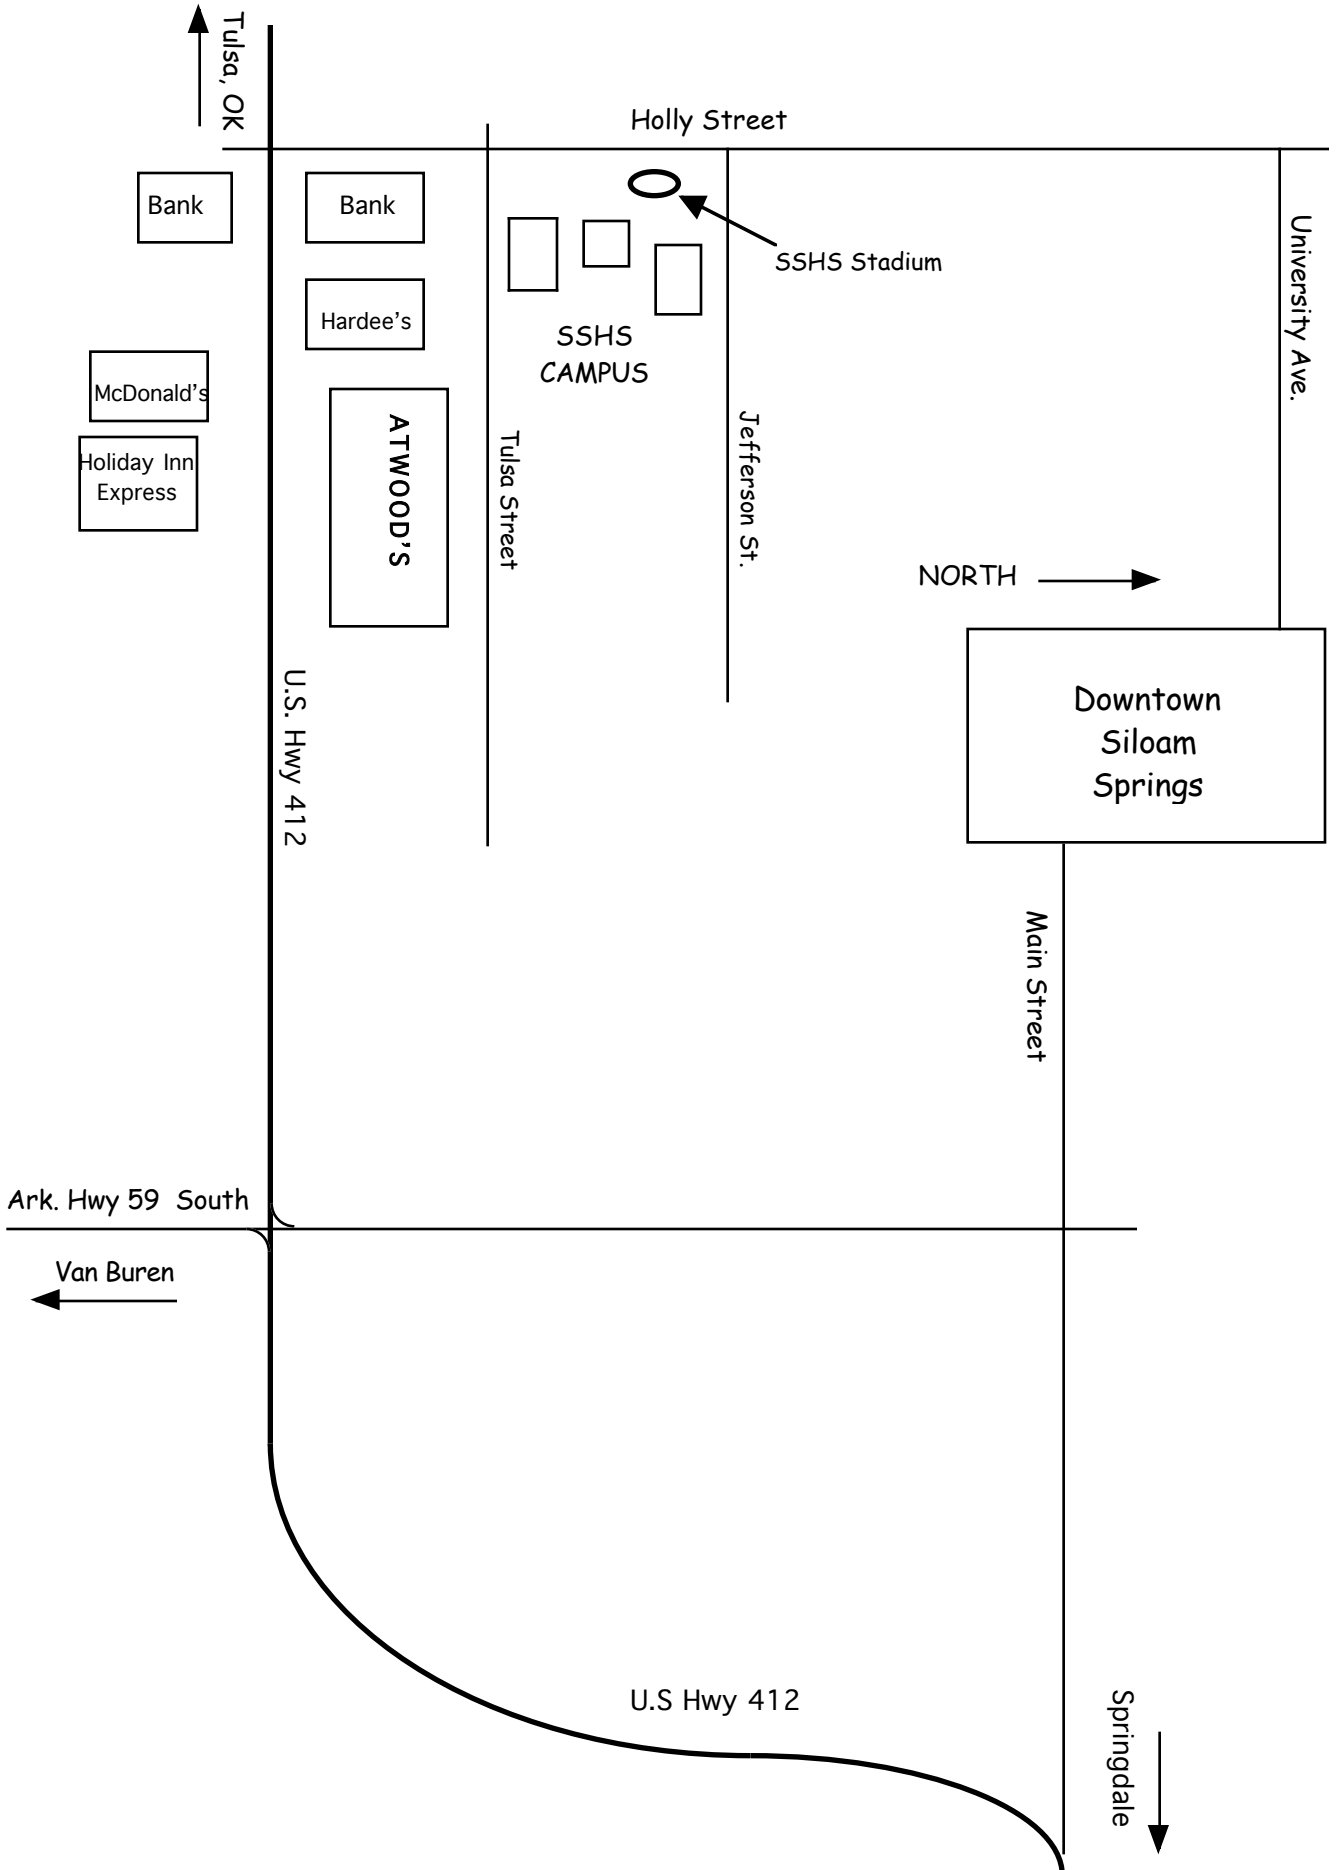 Tulsa, OK
Holly Street
Bank
Bank
SSHS Stadium
University Ave.
Hardee's
SSHS
CAMPUS
McDonald's
ATWOOD'S
Tulsa Street
Jefferson St.
Holiday Inn
Express
NORTH
U.S. Hwy 412
Downtown
Siloam
Springs
Main Street
Ark. Hwy 59 South
Van Buren
U.S Hwy 412
Springdale